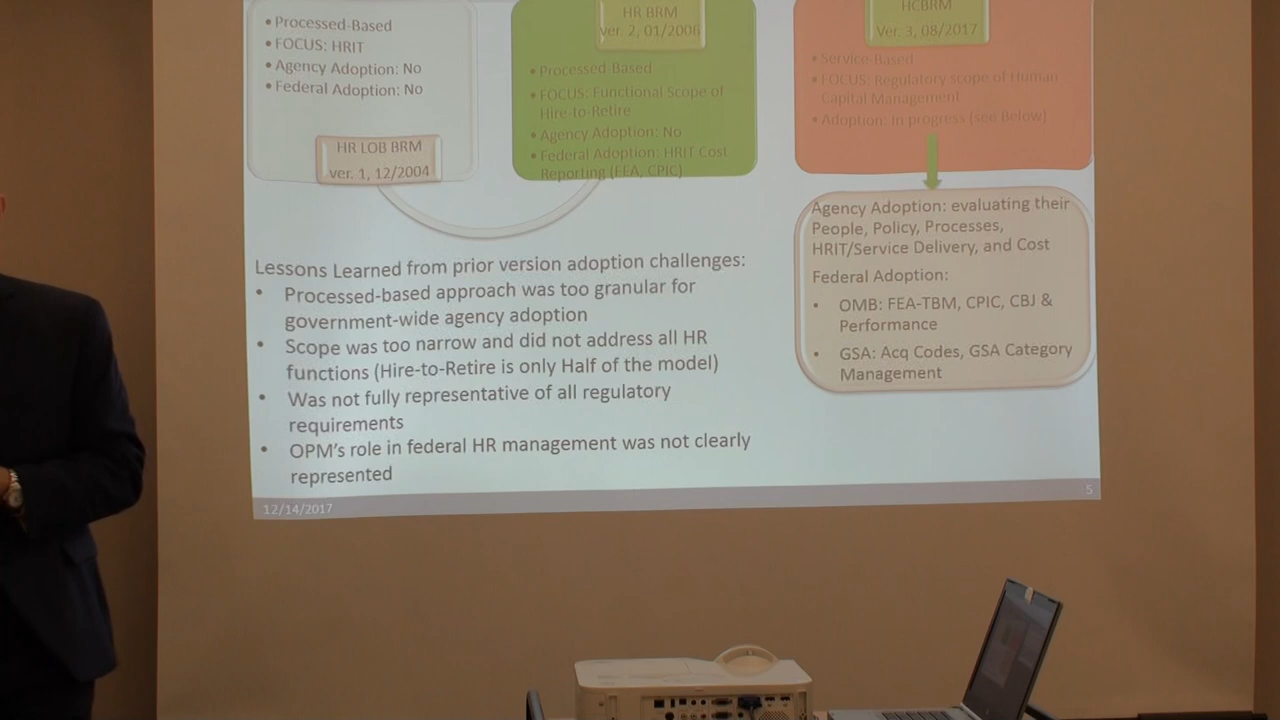 • Processed-Based
• FOCUS: HRIT
• Agency Adoption: No
• Federal Adoption: No
HR LOB BRM
ver. 1, 12/2004
HR BRM
ver. 2, 01/2006
• Processed-Based
• FOCUS: Functional Scope of
Hire-to-Retire
• Agency Adoption: No
• Federal Adoption: HRIT Cost
Reporting (FEA, CPIC)
HCBRM
Ver. 3, 08/2017
• Service-Based
• FOCUS: Regulatory scope of Human
Capital Management
• Adoption: In progress (see Below)
Agency Adoption: evaluating their
People, Policy, Processes,
HRIT/Service Delivery, and Cost
Federal Adoption:
• OMB: FEA-TBM, CPIC, CBJ &
Performance
• GSA: Acq Codes, GSA Category
Management
Lessons Learned from prior version adoption challenges:
• Processed-based approach was too granular for
government-wide agency adoption
• Scope was too narrow and did not address all HR
functions (Hire-to-Retire is only Half of the model)
• Was not fully representative of all regulatory
requirements
• OPM's role in federal HR management was not clearly
represented
12/14/2017
5